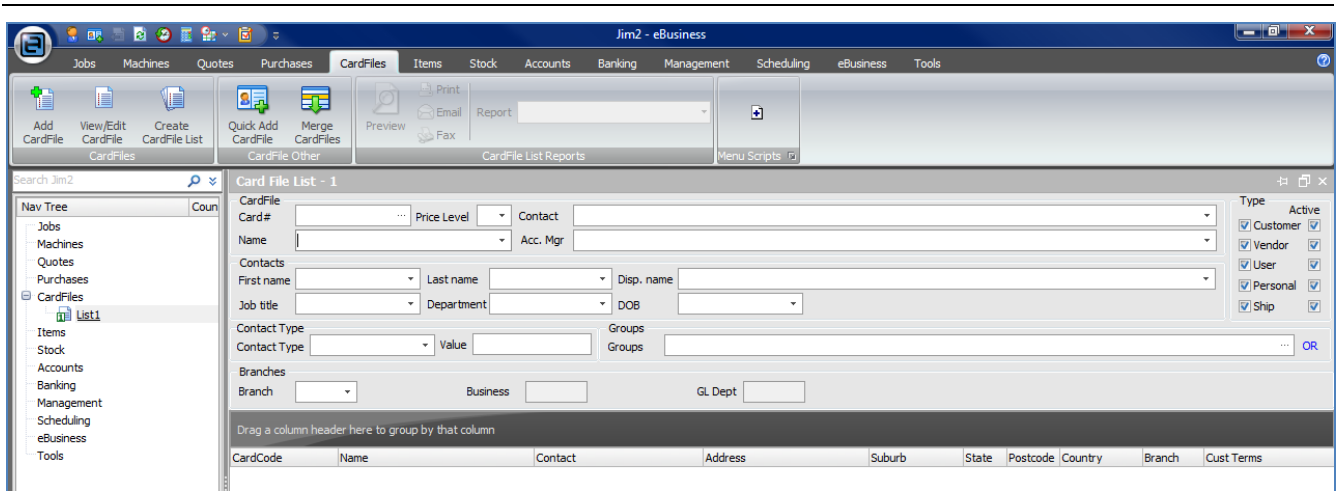 Jim2 - eBusiness
Jobs Machines Quotes Purchases CardFiles Items Stock Accounts Banking Management Scheduling eBusiness Tools
Add CardFile View/Edit CardFile Create CardFile List Quick Add CardFile Merge CardFiles Preview Print Email Fax Report
CardFiles CardFile Other CardFile List Reports Menu Scripts
Search Jim2
Card File List - 1
Nav Tree Coun
Jobs
Machines
Quotes
Purchases
CardFiles
List1
Items
Stock
Accounts
Banking
Management
Scheduling
eBusiness
Tools
CardFile
Card# Price Level Contact
Name Acc. Mgr
Type Active
Customer
Vendor
User
Personal
Ship
Contacts
First name Last name Disp. name
Job title Department DOB
Contact Type Groups
Contact Type Value Groups OR
Branches
Branch Business GL Dept
Drag a column header here to group by that column
CardCode Name Contact Address Suburb State Postcode Country Branch Cust Terms